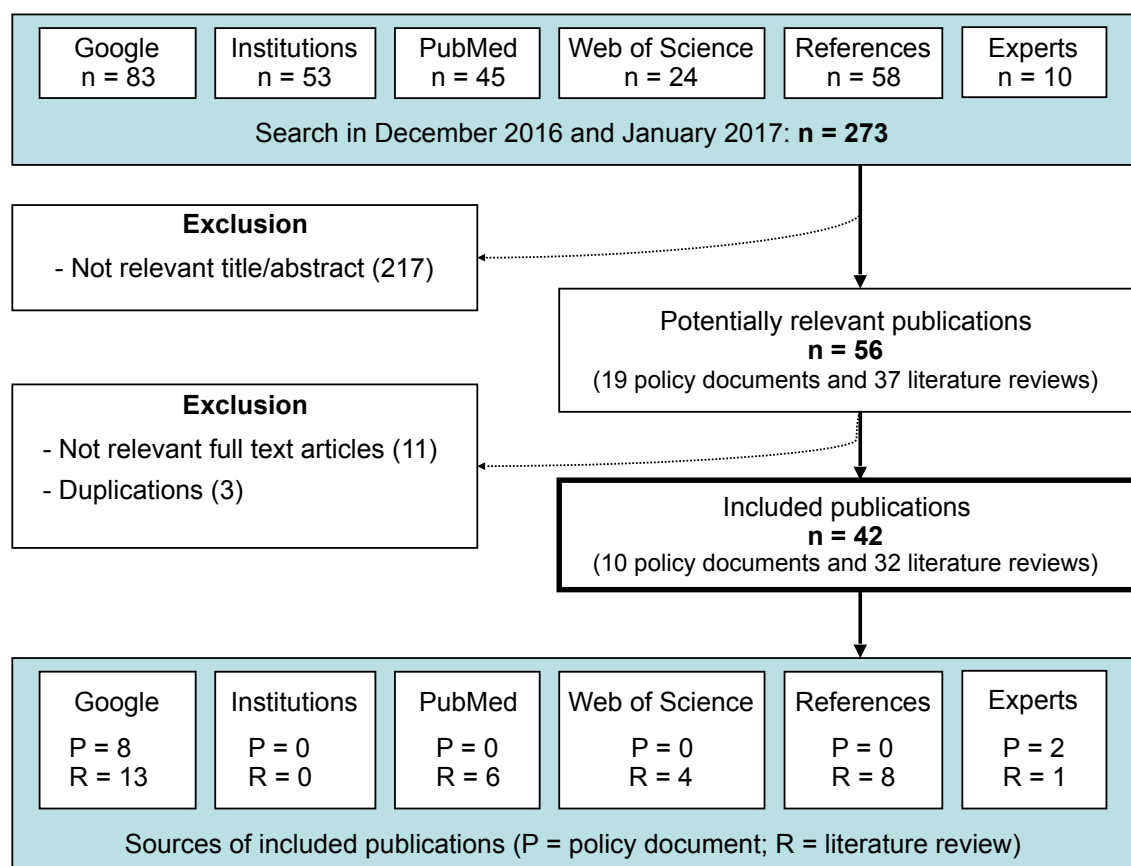 Google
n = 83
Institutions
n = 53
PubMed
n = 45
Web of Science
n = 24
References
n = 58
Experts
n = 10
Search in December 2016 and January 2017: n = 273
Exclusion
- Not relevant title/abstract (217)
Potentially relevant publications
n = 56
(19 policy documents and 37 literature reviews)
Exclusion
- Not relevant full text articles (11)
- Duplications (3)
Included publications
n = 42
(10 policy documents and 32 literature reviews)
Google
P = 8
R = 13
Institutions
P = 0
R = 0
PubMed
P = 0
R = 6
Web of Science
P = 0
R = 4
References
P = 0
R = 8
Experts
P = 2
R = 1
Sources of included publications (P = policy document; R = literature review)